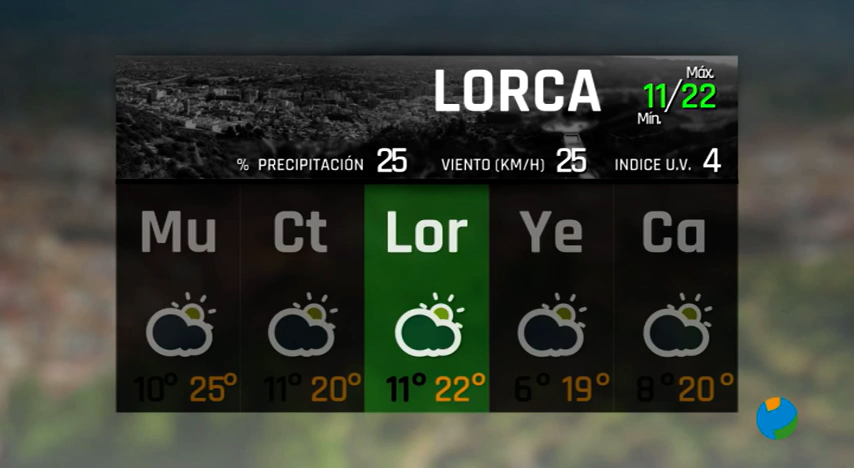 LORCA
Máx.
11/22
Mín.
% PRECIPITACIÓN 25 VIENTO (KM/H) 25 INDICE U.V. 4
Mu Ct Lor Ye Ca
10° 25° 11° 20° 11° 22° 6° 19° 8° 20°